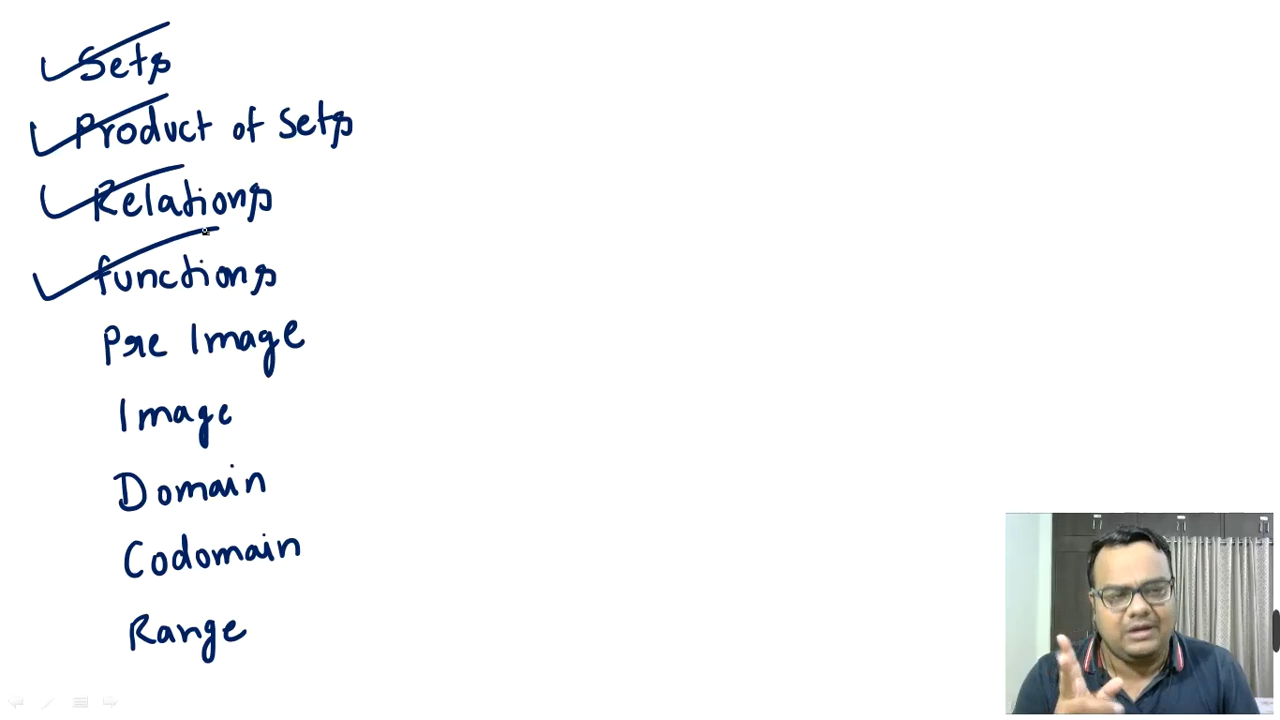 Sets
Product of Sets
Relations
functions
Pre Image
Image
Domain
Codomain
Range